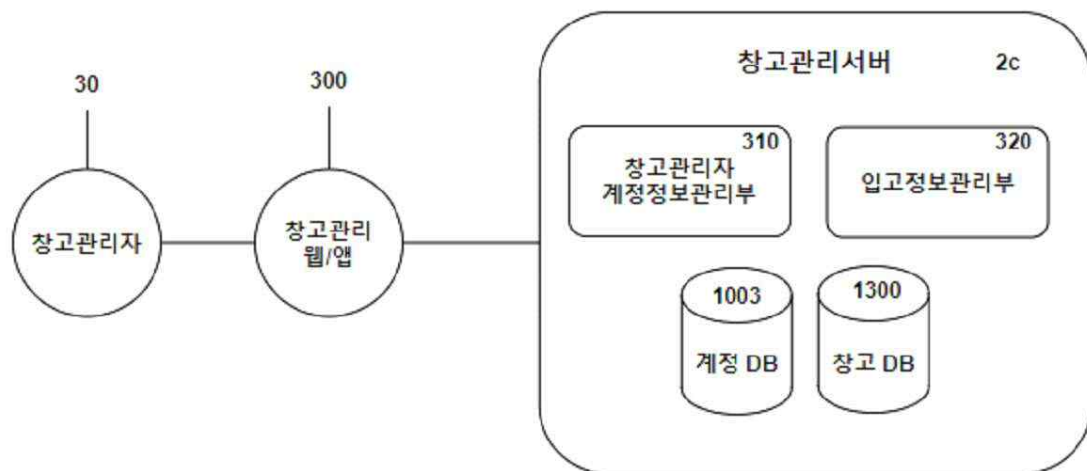 30
창고관리자
300
창고관리
웹/앱
창고관리서버 2c
310
창고관리자
계정정보관리부
320
입고정보관리부
1003
계정 DB
1300
창고 DB